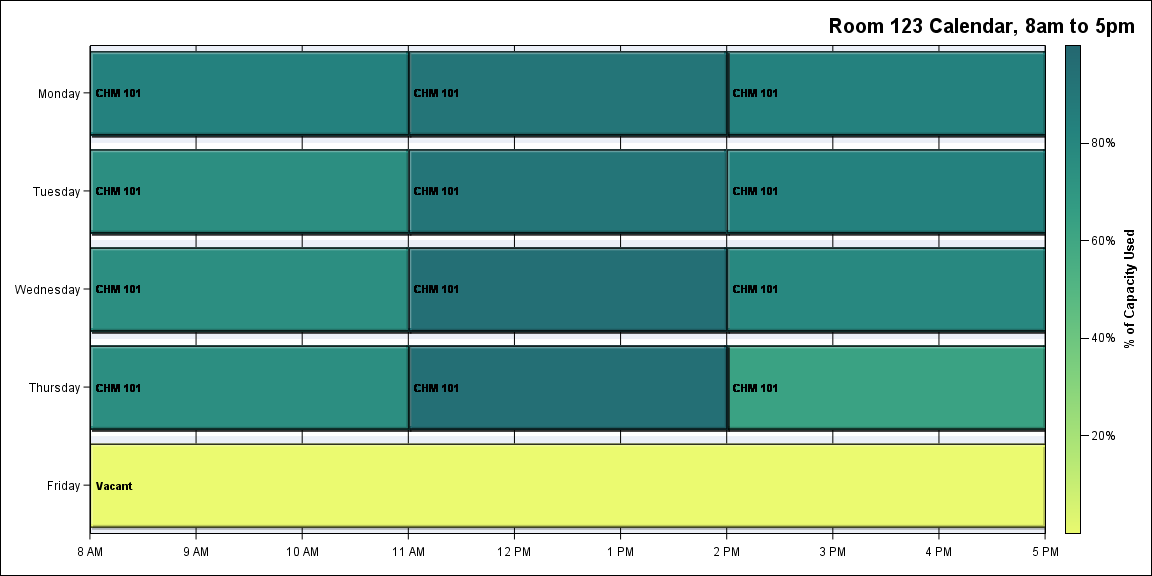 Room 123 Calendar, 8am to 5pm
Monday
CHM 101
CHM 101
CHM 101
Tuesday
CHM 101
CHM 101
CHM 101
Wednesday
CHM 101
CHM 101
CHM 101
Thursday
CHM 101
CHM 101
CHM 101
Friday
Vacant
8 AM
9 AM
10 AM
11 AM
12 PM
1 PM
2 PM
3 PM
4 PM
5 PM
80%
60%
40%
20%
% of Capacity Used